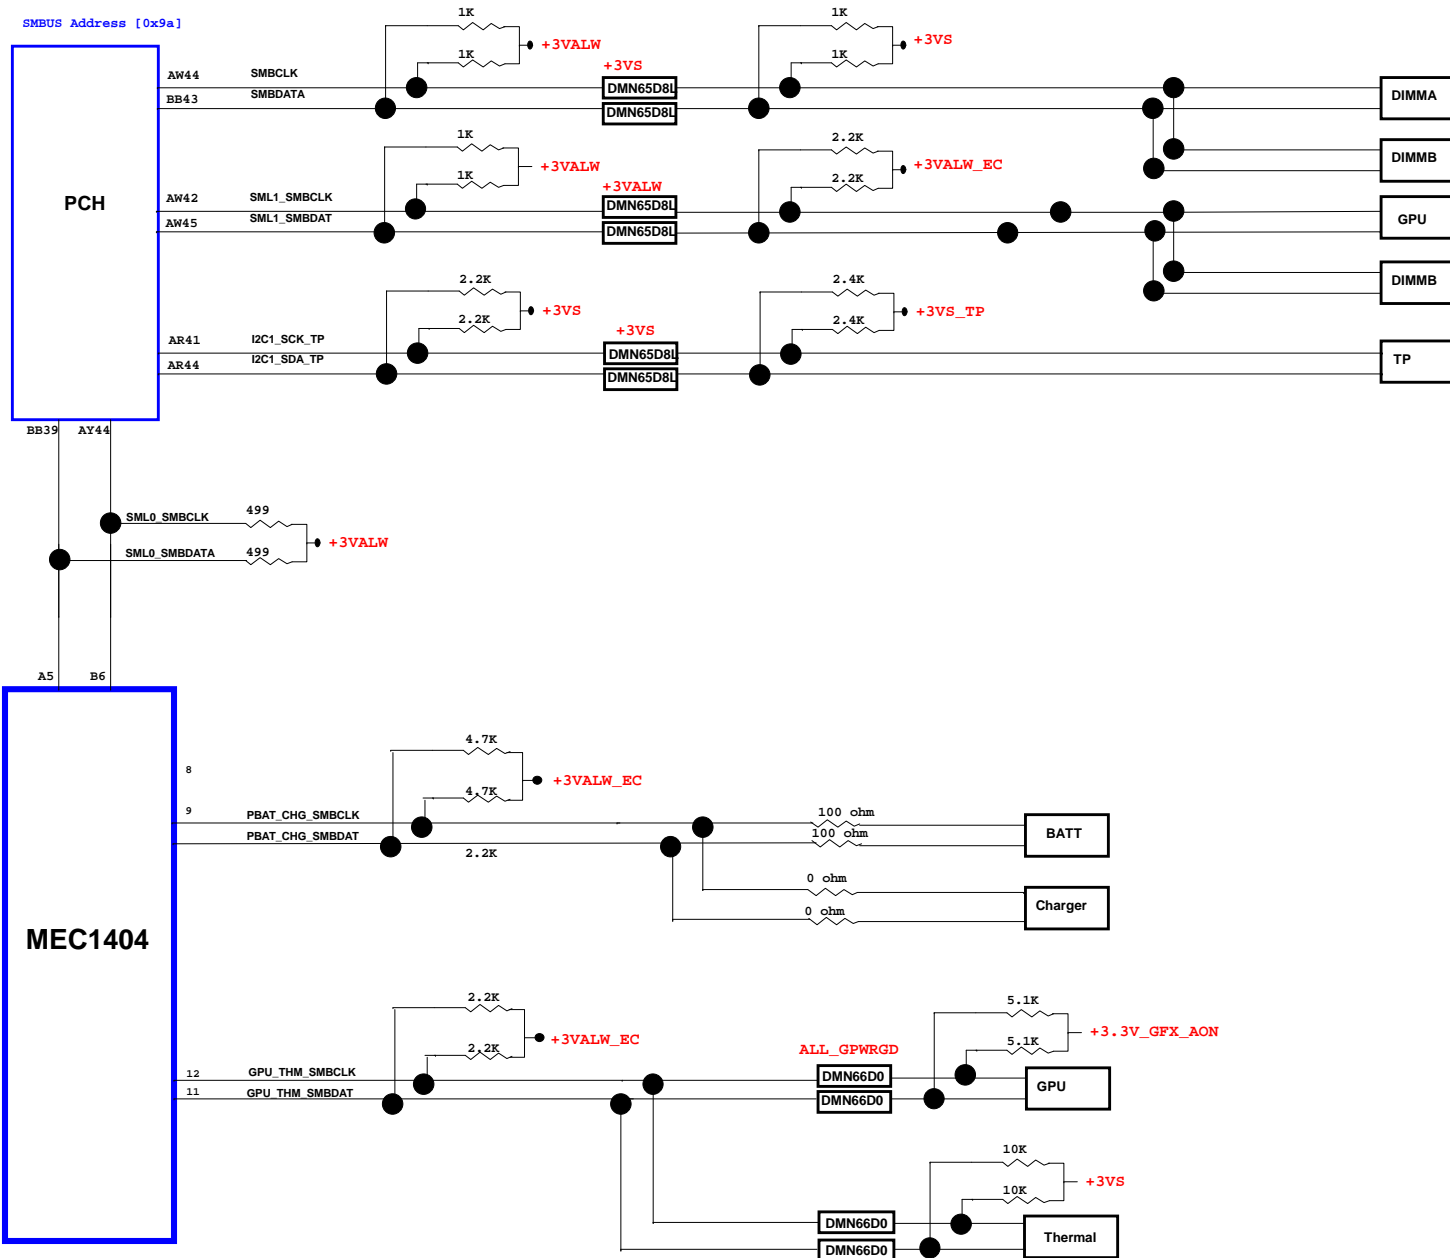 SMBUS Address [0x9a]
PCH
AW44 SMBCLK
BB43 SMBDATA
1K
1K
+3VALW
+3VS
DMN65D8L
DMN65D8L
1K
1K
+3VS
DIMMA
DIMMB
AW42 SML1_SMBCLK
AW45 SML1_SMBDAT
1K
1K
+3VALW
+3VALW
DMN65D8L
DMN65D8L
2.2K
2.2K
+3VALW_EC
GPU
DIMMB
AR41 I2C1_SCK_TP
AR44 I2C1_SDA_TP
2.2K
2.2K
+3VS
+3VS
DMN65D8L
DMN65D8L
2.4K
2.4K
+3VS_TP
TP
BB39 AY44
SML0_SMBCLK 499
SML0_SMBDATA 499
+3VALW
A5 B6
MEC1404
8
9 PBAT_CHG_SMBCLK
PBAT_CHG_SMBDAT
4.7K
4.7K
+3VALW_EC
2.2K
100 ohm
100 ohm
BATT
0 ohm
0 ohm
Charger
12 GPU_THM_SMBCLK
11 GPU_THM_SMBDAT
2.2K
2.2K
+3VALW_EC
ALL_GPWRGD
DMN66D0
DMN66D0
5.1K
5.1K
+3.3V_GFX_AON
GPU
10K
10K
+3VS
DMN66D0
DMN66D0
Thermal